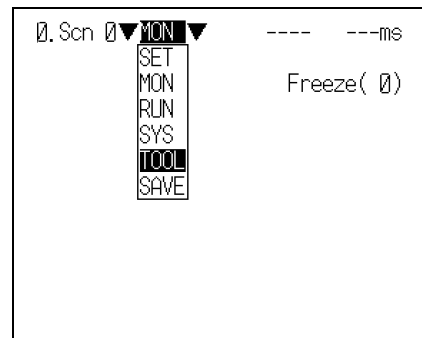 0.Scn 0▼MON ▼ ---- ---ms
SET
MON Freeze( 0)
RUN
SYS
TOOL
SAVE